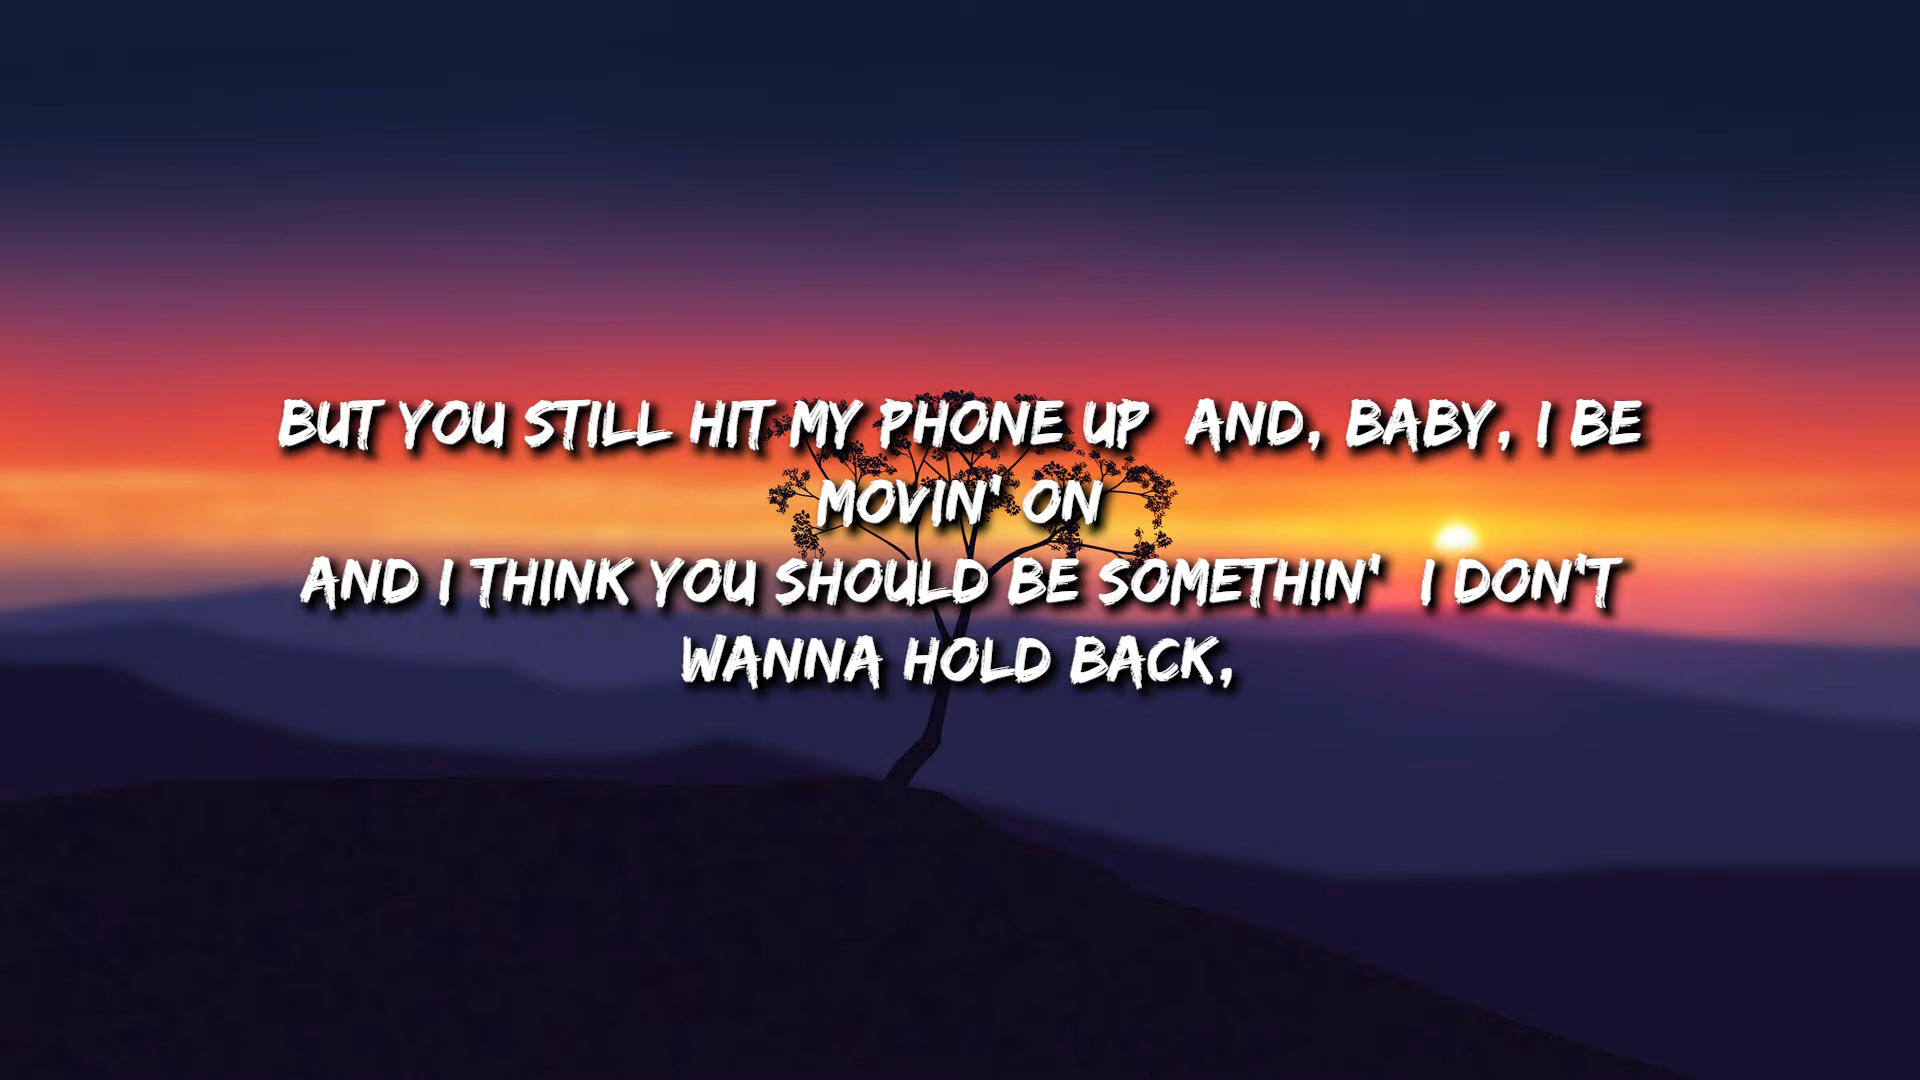 BUT YOU STILL HIT MY PHONE UP  AND, BABY, I BE
MOVIN' ON
AND I THINK YOU SHOULD BE SOMETHIN'  I DON'T
WANNA HOLD BACK,